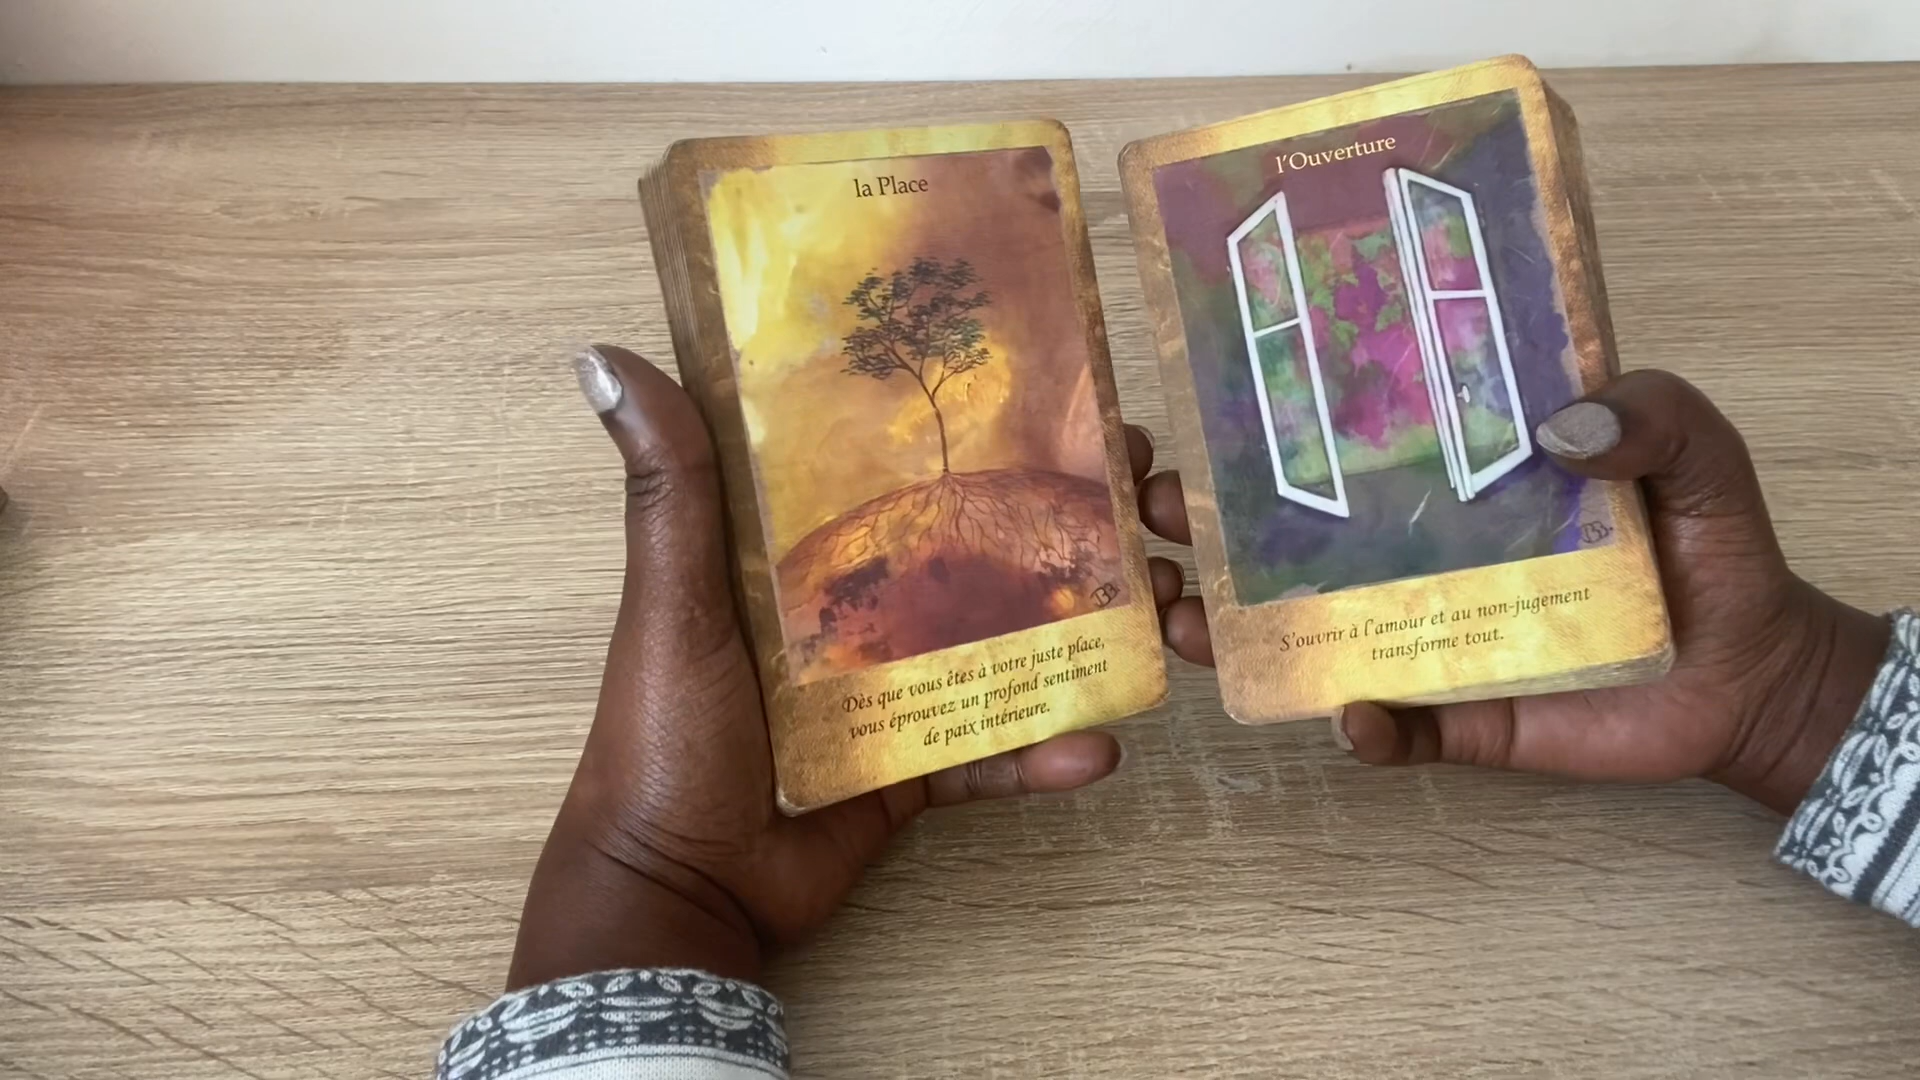 la Place
Dès que vous êtes à votre juste place,
vous éprouvez un profond sentiment
de paix intérieure.
l'Ouverture
S'ouvrir à l'amour et au non-jugement
transforme tout.